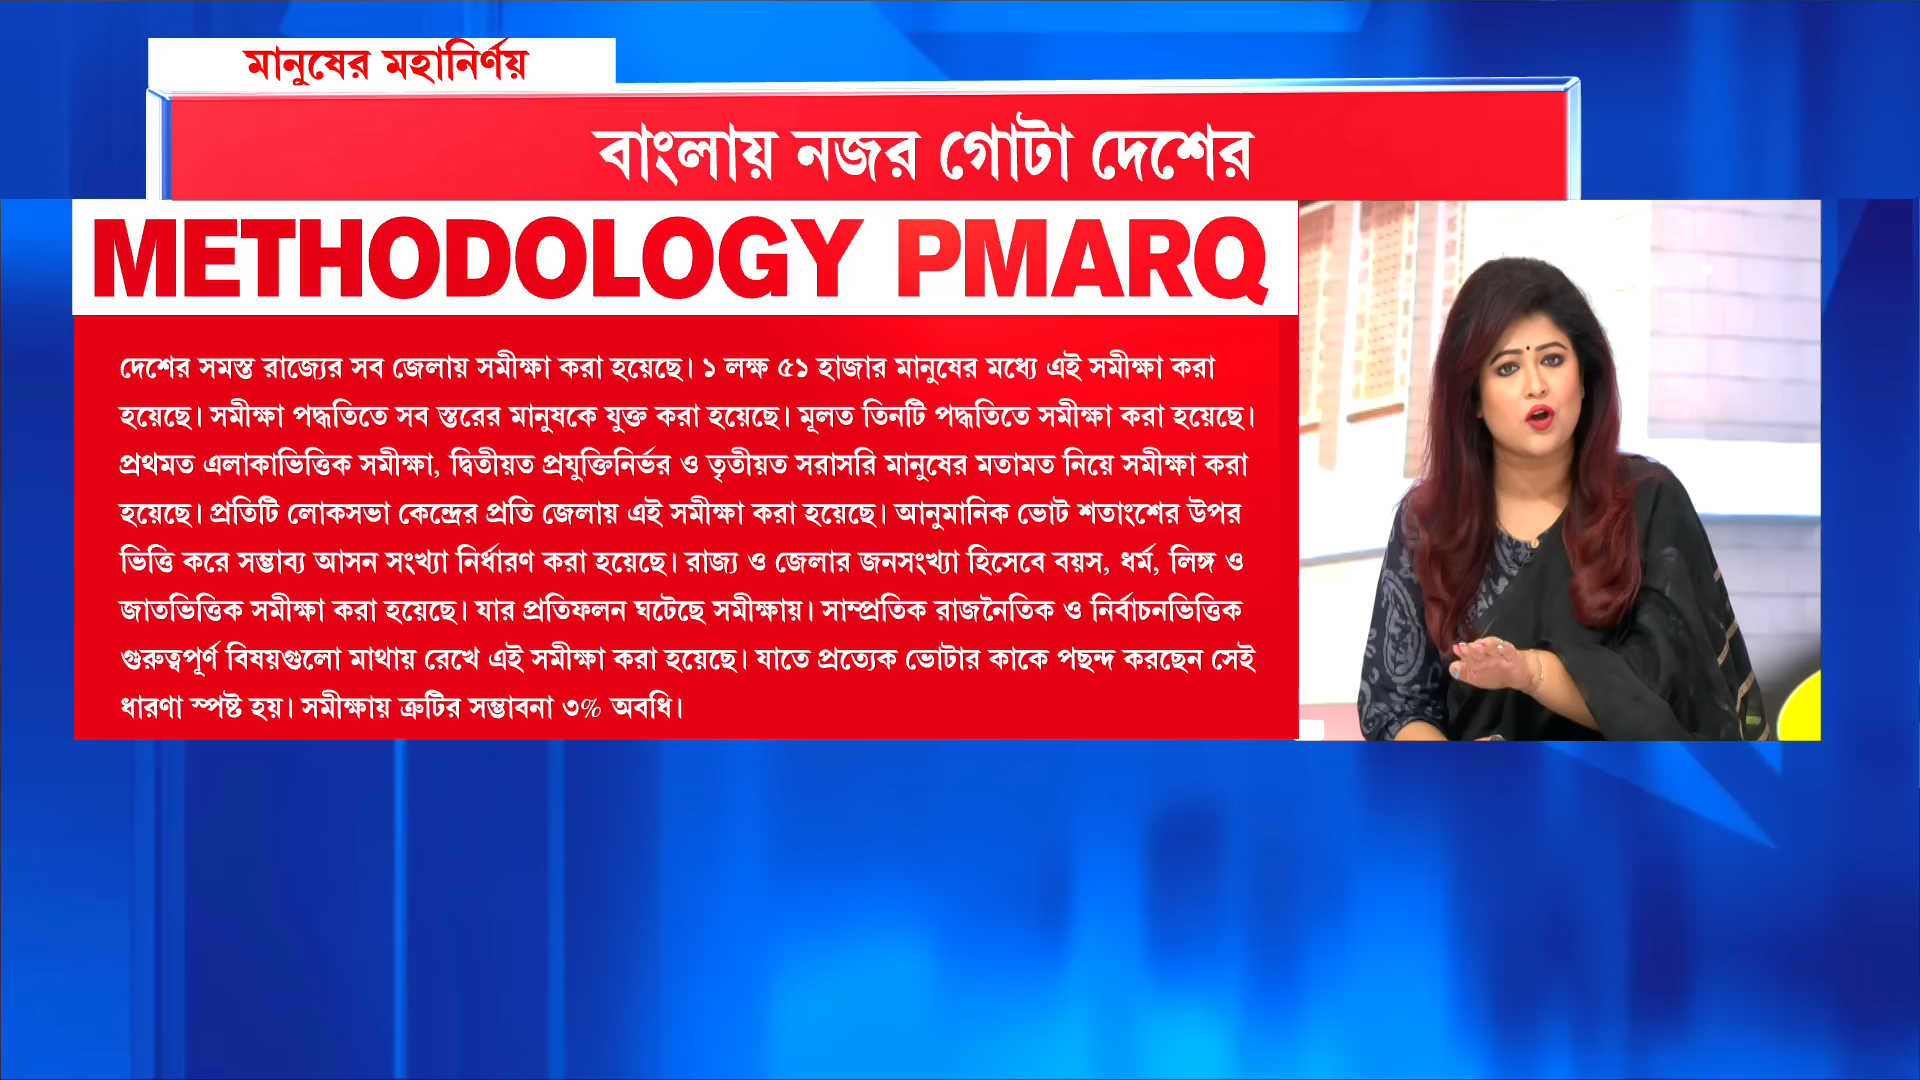 মানুষের মহানির্ণয়
বাংলায় নজর গোটা দেশের
METHODOLOGY PMARQ
দেশের সমস্ত রাজ্যের সব জেলায় সমীক্ষা করা হয়েছে। ১ লক্ষ ৫১ হাজার মানুষের মধ্যে এই সমীক্ষা করা
হয়েছে। সমীক্ষা পদ্ধতিতে সব স্তরের মানুষকে যুক্ত করা হয়েছে। মূলত তিনটি পদ্ধতিতে সমীক্ষা করা হয়েছে।
প্রথমত এলাকাভিত্তিক সমীক্ষা, দ্বিতীয়ত প্রযুক্তিনির্ভর ও তৃতীয়ত সরাসরি মানুষের মতামত নিয়ে সমীক্ষা করা
হয়েছে। প্রতিটি লোকসভা কেন্দ্রের প্রতি জেলায় এই সমীক্ষা করা হয়েছে। আনুমানিক ভোট শতাংশের উপর
ভিত্তি করে সম্ভাব্য আসন সংখ্যা নির্ধারণ করা হয়েছে। রাজ্য ও জেলার জনসংখ্যা হিসেবে বয়স, ধর্ম, লিঙ্গ ও
জাতভিত্তিক সমীক্ষা করা হয়েছে। যার প্রতিফলন ঘটেছে সমীক্ষায়। সাম্প্রতিক রাজনৈতিক ও নির্বাচনভিত্তিক
গুরুত্বপূর্ণ বিষয়গুলো মাথায় রেখে এই সমীক্ষা করা হয়েছে। যাতে প্রত্যেক ভোটার কাকে পছন্দ করছেন সেই
ধারণা স্পষ্ট হয়। সমীক্ষায় ত্রুটির সম্ভাবনা ৩% অবধি।